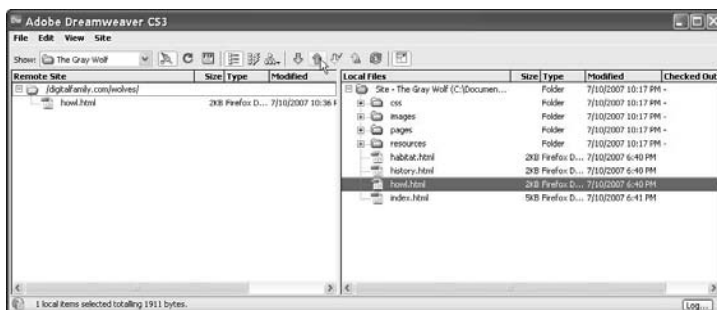 Adobe Dreamweaver CS3
File Edit View Site
Show: The Gray Wolf
Remote Site Size Type Modified Local Files Size Type Modified Checked Out
/digitalfamily.com/wolves/ Site - The Gray Wolf (C:\Documen... Folder 7/10/2007 10:17 PM -
howl.html 2KB Firefox D... 7/10/2007 10:36 css Folder 7/10/2007 10:17 PM -
images Folder 7/10/2007 10:17 PM -
pages Folder 7/10/2007 10:17 PM -
resources Folder 7/10/2007 10:17 PM -
habitat.html 2KB Firefox D... 7/10/2007 6:40 PM
history.html 2KB Firefox D... 7/10/2007 6:40 PM
howl.html 2KB Firefox D... 7/10/2007 6:40 PM
index.html 5KB Firefox D... 7/10/2007 6:41 PM
1 local items selected totalling 1911 bytes. Log...